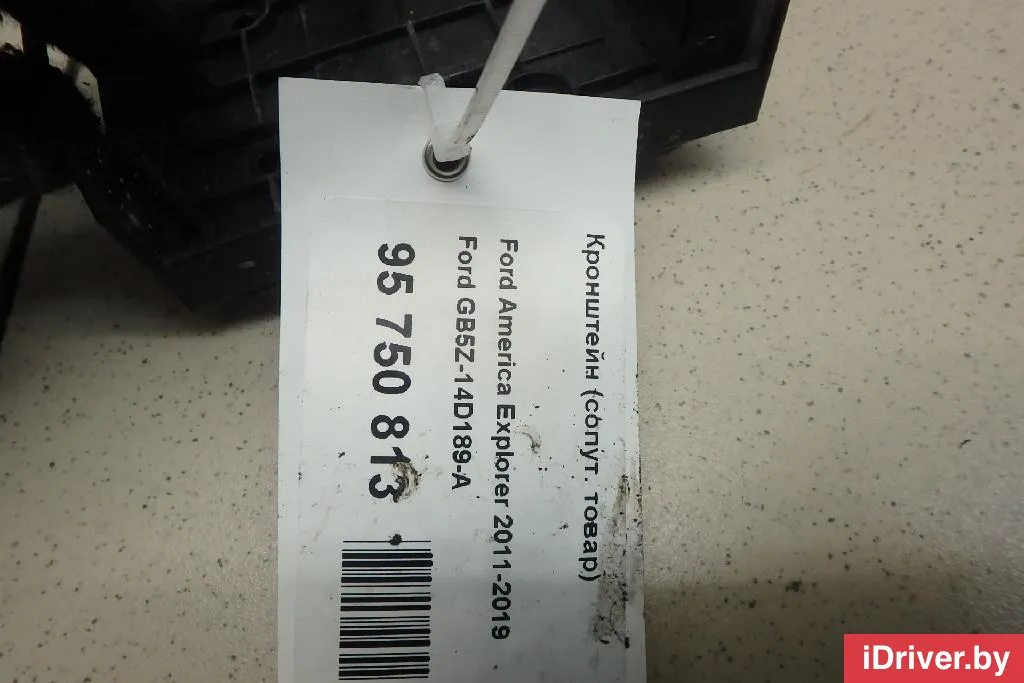 Кронштейн (сопут. товар)
Ford America Explorer 2011-2019
Ford GB5Z-14D189-A
95 750 813
iDriver.by